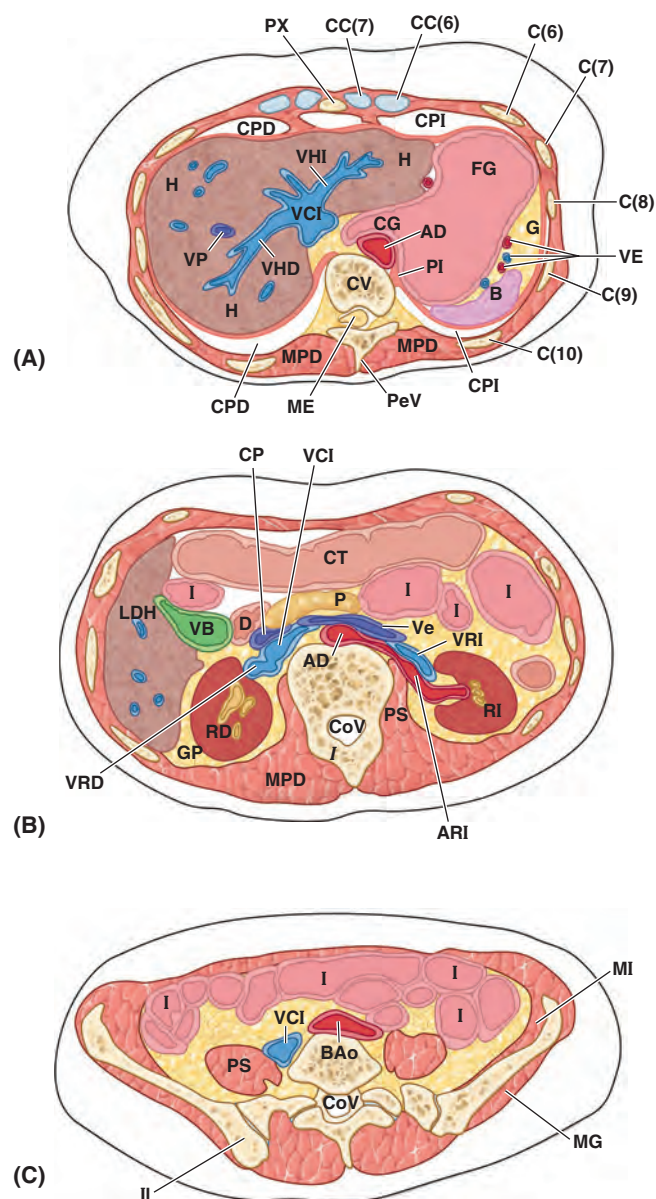 PX CC(7) CC(6) C(6)
C(7)
CPD CPI
VHI H FG
H
C(8)
VCI
CG AD G
VE
VP VHD PI
CV B
C(9)
H
(A) MPD MPD C(10)
CPD ME PeV CPI
CP VCI
CT
I P I I
LDH I
D Ve
VB VRI
AD
RD PS RI
CoV
GP I
VRD MPD
(B)
ARI
I I I
MI
VCI I
BAo
PS
CoV
MG
(C)
II